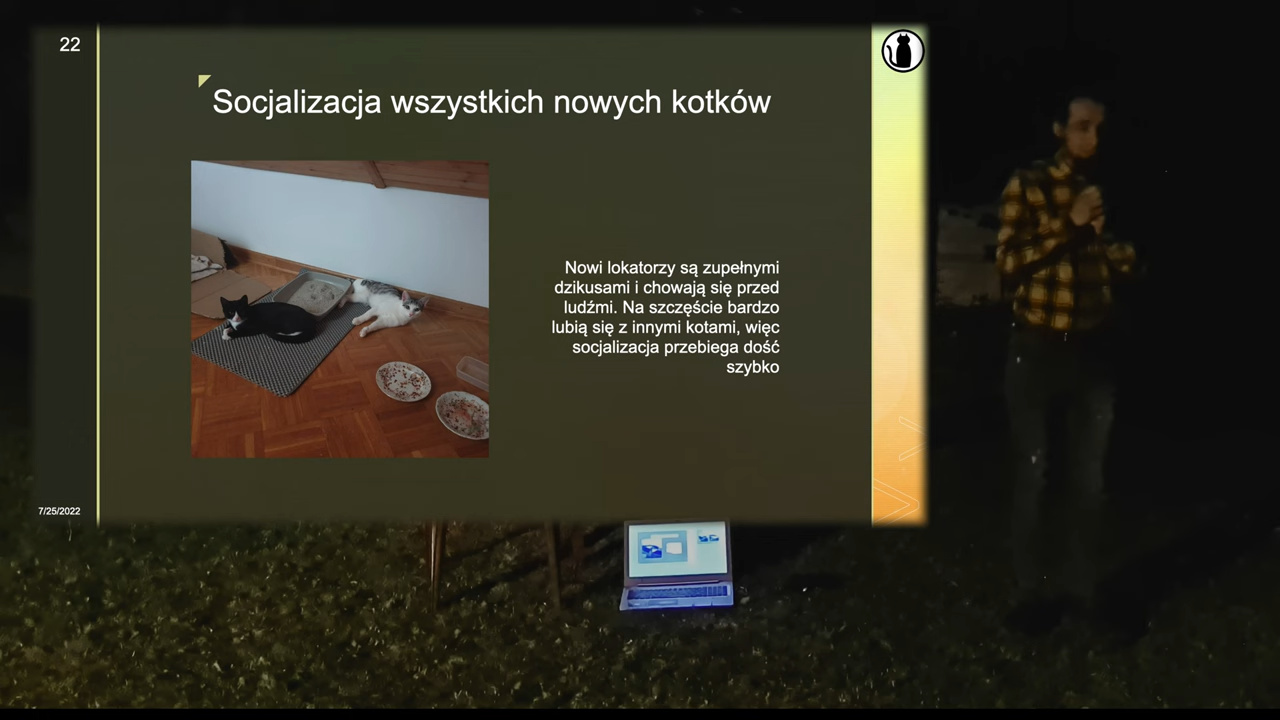 22
Socjalizacja wszystkich nowych kotków
Nowi lokatorzy są zupełnymi
dzikusami i chowają się przed
ludźmi. Na szczęście bardzo
lubią się z innymi kotami, więc
socjalizacja przebiega dość
szybko
7/25/2022